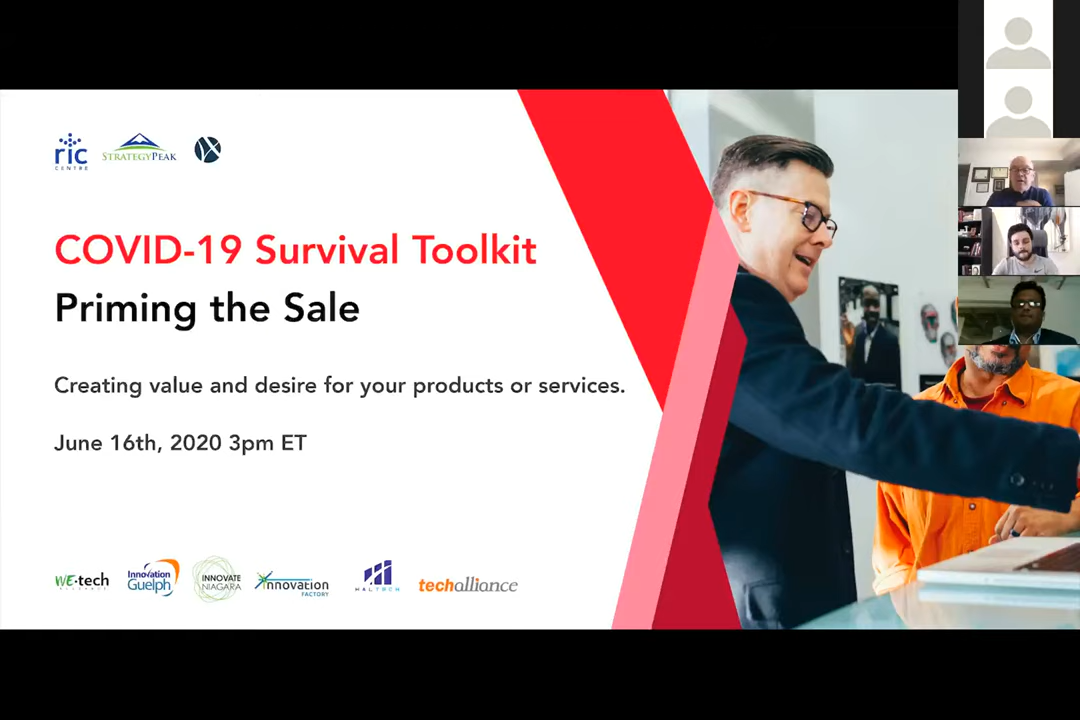 ric
CENTRE
STRATEGYPEAK
COVID-19 Survival Toolkit
Priming the Sale
Creating value and desire for your products or services.
June 16th, 2020 3pm ET
WE·tech
ALLIANCE
Innovation
Guelph
INNOVATE
NIAGARA
innovation
FACTORY
HALTECH
techalliance